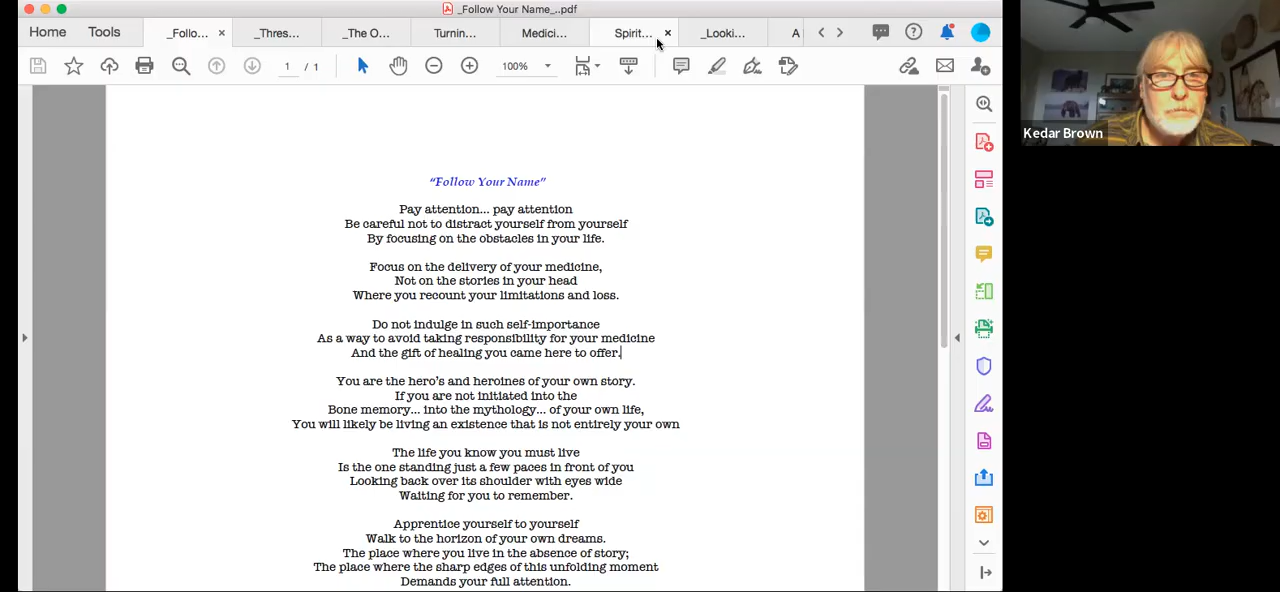 _Follow Your Name_..pdf
Home
Tools
_Follo...
_Thres...
_The O...
Turnin...
Medici...
Spirit...
_Looki...
A
1 / 1
100%
Kedar Brown
“Follow Your Name”
Pay attention... pay attention
Be careful not to distract yourself from yourself
By focusing on the obstacles in your life.
Focus on the delivery of your medicine,
Not on the stories in your head
Where you recount your limitations and loss.
Do not indulge in such self-importance
As a way to avoid taking responsibility for your medicine
And the gift of healing you came here to offer.
You are the hero’s and heroines of your own story.
If you are not initiated into the
Bone memory... into the mythology... of your own life,
You will likely be living an existence that is not entirely your own
The life you know you must live
Is the one standing just a few paces in front of you
Looking back over its shoulder with eyes wide
Waiting for you to remember.
Apprentice yourself to yourself
Walk to the horizon of your own dreams.
The place where you live in the absence of story;
The place where the sharp edges of this unfolding moment
Demands your full attention.